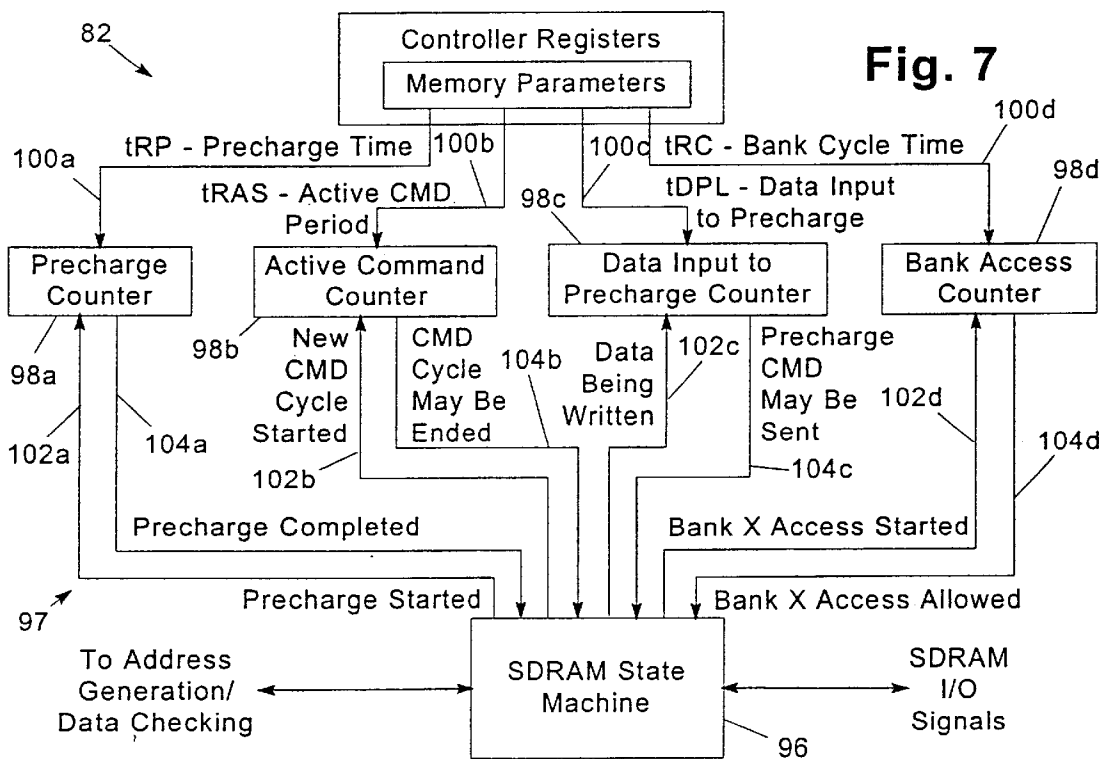 82
Controller Registers
Memory Parameters
Fig. 7
100a
tRP - Precharge Time
100b
100c
tRC - Bank Cycle Time
100d
tRAS - Active CMD
Period
98c
tDPL - Data Input
to Precharge
98d
Precharge
Counter
Active Command
Counter
Data Input to
Precharge Counter
Bank Access
Counter
98a
98b
New
CMD
Cycle
Started
CMD
Cycle
May Be
Ended
104b
Data
Being
Written
102c
Precharge
CMD
May Be
Sent
102d
102a
104a
102b
104c
104d
Precharge Completed
Bank X Access Started
97
Precharge Started
Bank X Access Allowed
To Address
Generation/
Data Checking
SDRAM State
Machine
SDRAM
I/O
Signals
96